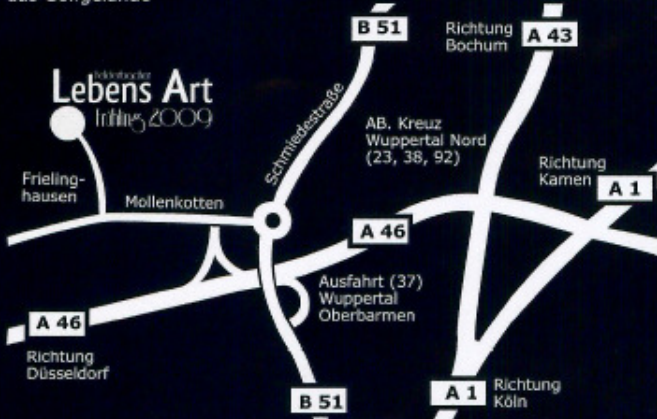 B 51
Richtung
Bochum
A 43
Felderbacher
Lebens Art
Frühling 2009
Schmiedestraße
AB. Kreuz
Wuppertal Nord
(23, 38, 92)
Richtung
Kamen
A 1
Frieling-
hausen
Mollenkotten
A 46
Ausfahrt (37)
Wuppertal
Oberbarmen
A 46
Richtung
Düsseldorf
B 51
A 1
Richtung
Köln